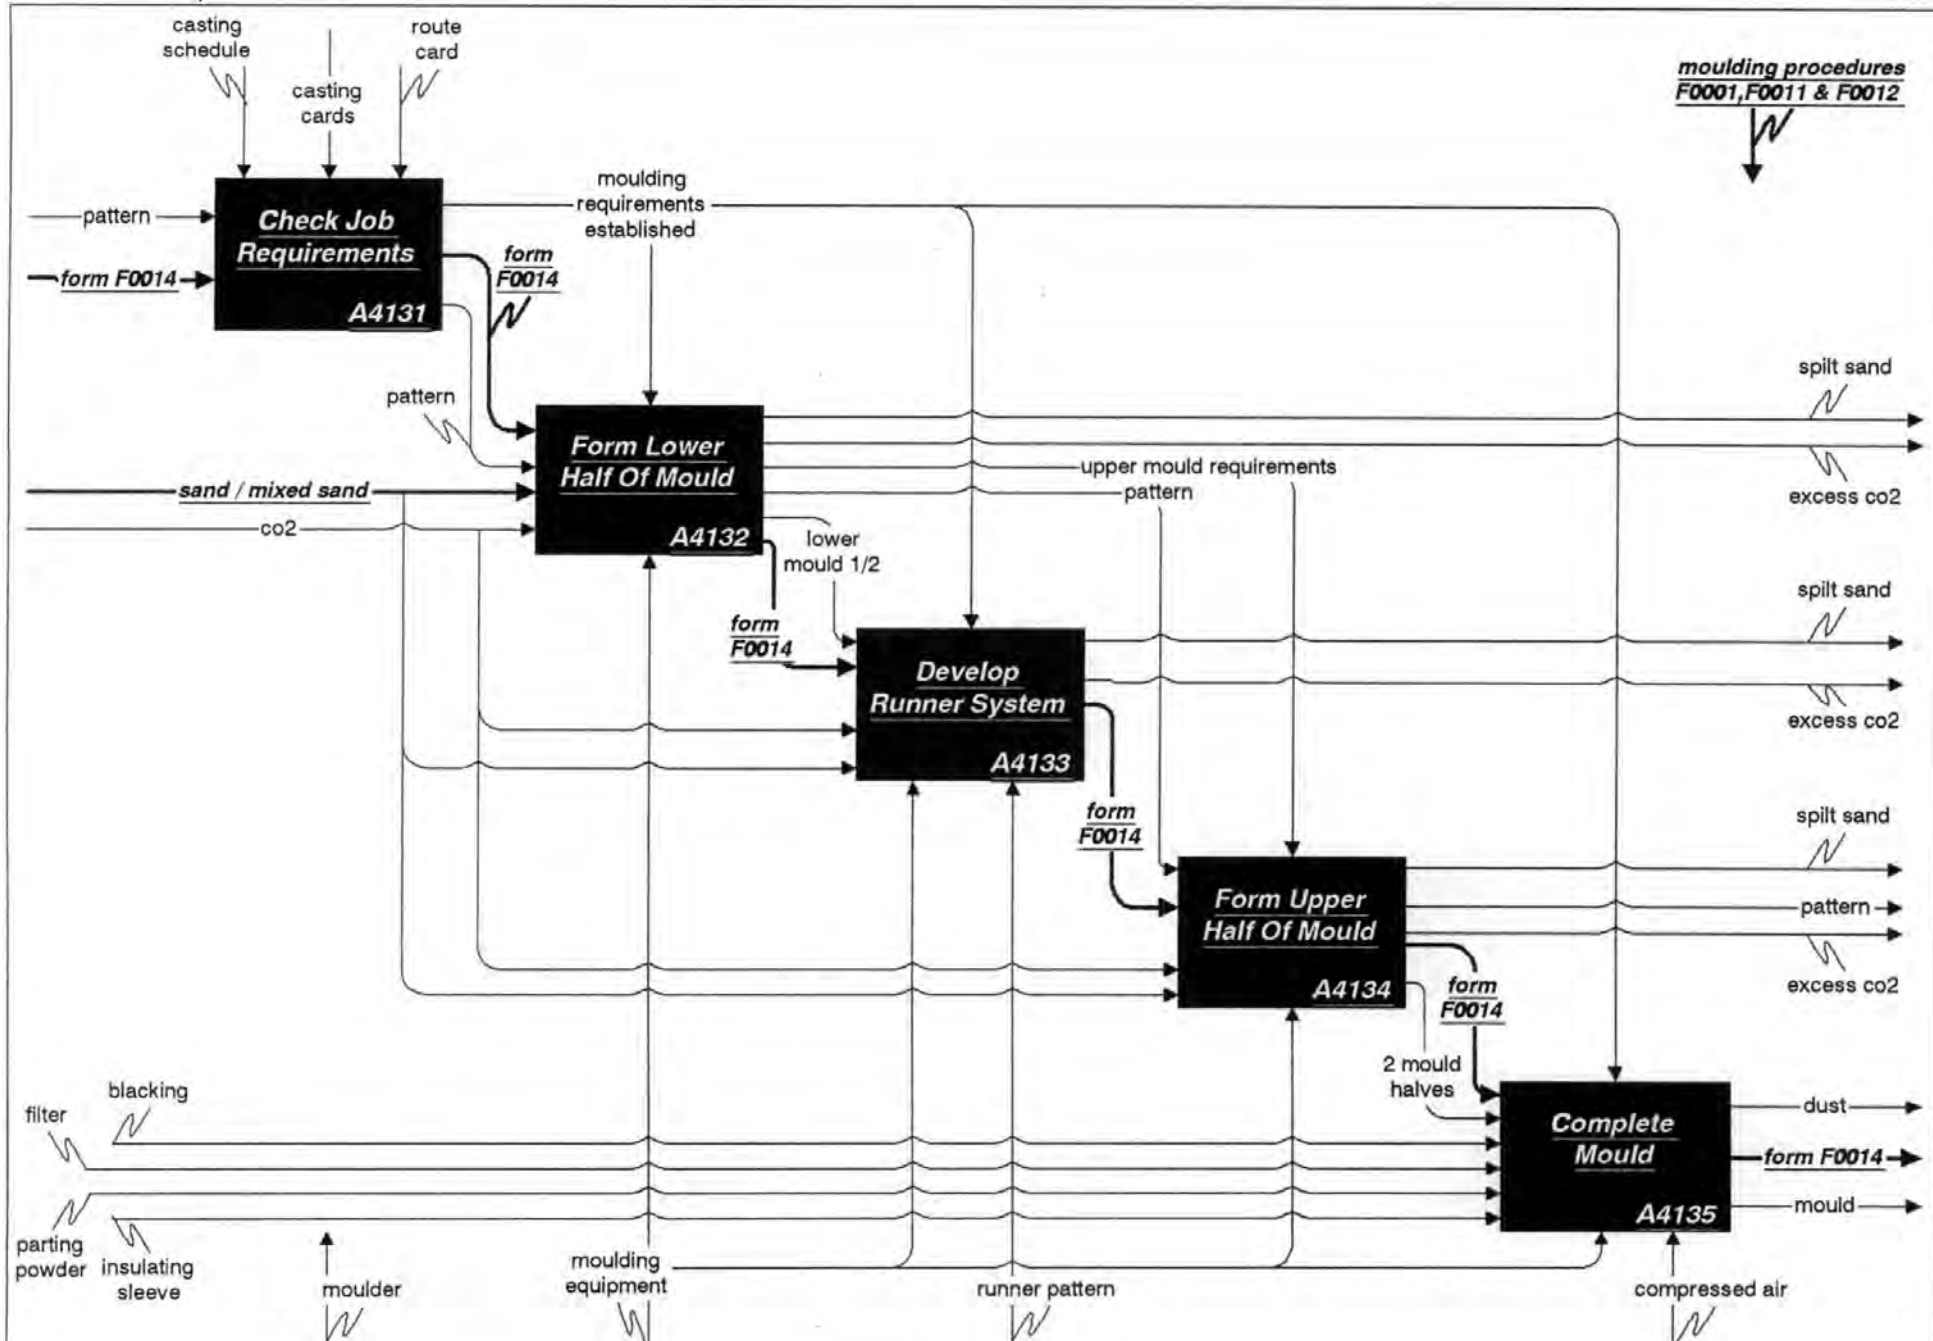 casting
schedule
route
card
casting
cards
moulding procedures
F0001,F0011 & F0012
pattern
form F0014
Check Job
Requirements
A4131
moulding
requirements
established
form
F0014
pattern
spilt sand
Form Lower
Half Of Mould
A4132
sand / mixed sand
co2
upper mould requirements
pattern
excess co2
lower
mould 1/2
form
F0014
spilt sand
Develop
Runner System
A4133
excess co2
form
F0014
spilt sand
Form Upper
Half Of Mould
A4134
pattern
excess co2
form
F0014
2 mould
halves
blacking
filter
Complete
Mould
A4135
dust
form F0014
mould
parting
powder
insulating
sleeve
moulder
moulding
equipment
runner pattern
compressed air